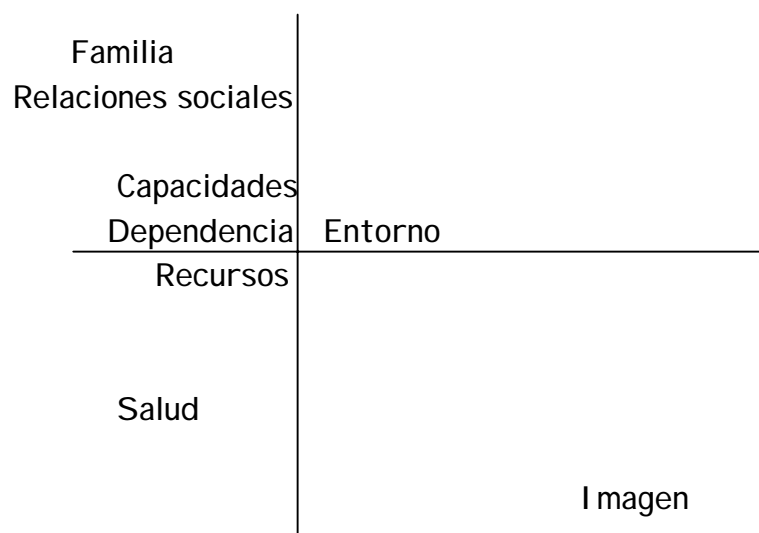 Familia
Relaciones sociales
Capacidades
Dependencia
Entorno
Recursos
Salud
Imagen